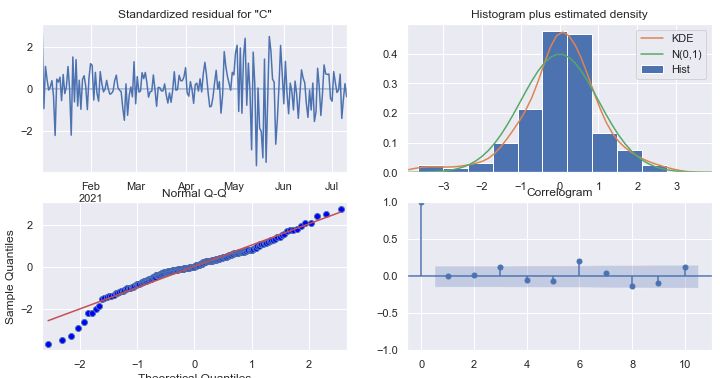 Standardized residual for "C"
2
0
−2
Feb
2021
Mar
Apr
May
Jun
Jul
Histogram plus estimated density
KDE
N(0,1)
Hist
0.4
0.3
0.2
0.1
0.0
−3
−2
−1
0
1
2
3
Normal Q-Q
Sample Quantiles
2
0
−2
−2
−1
0
1
2
Theoretical Quantiles
Correlogram
1.0
0.5
0.0
−0.5
−1.0
0
2
4
6
8
10